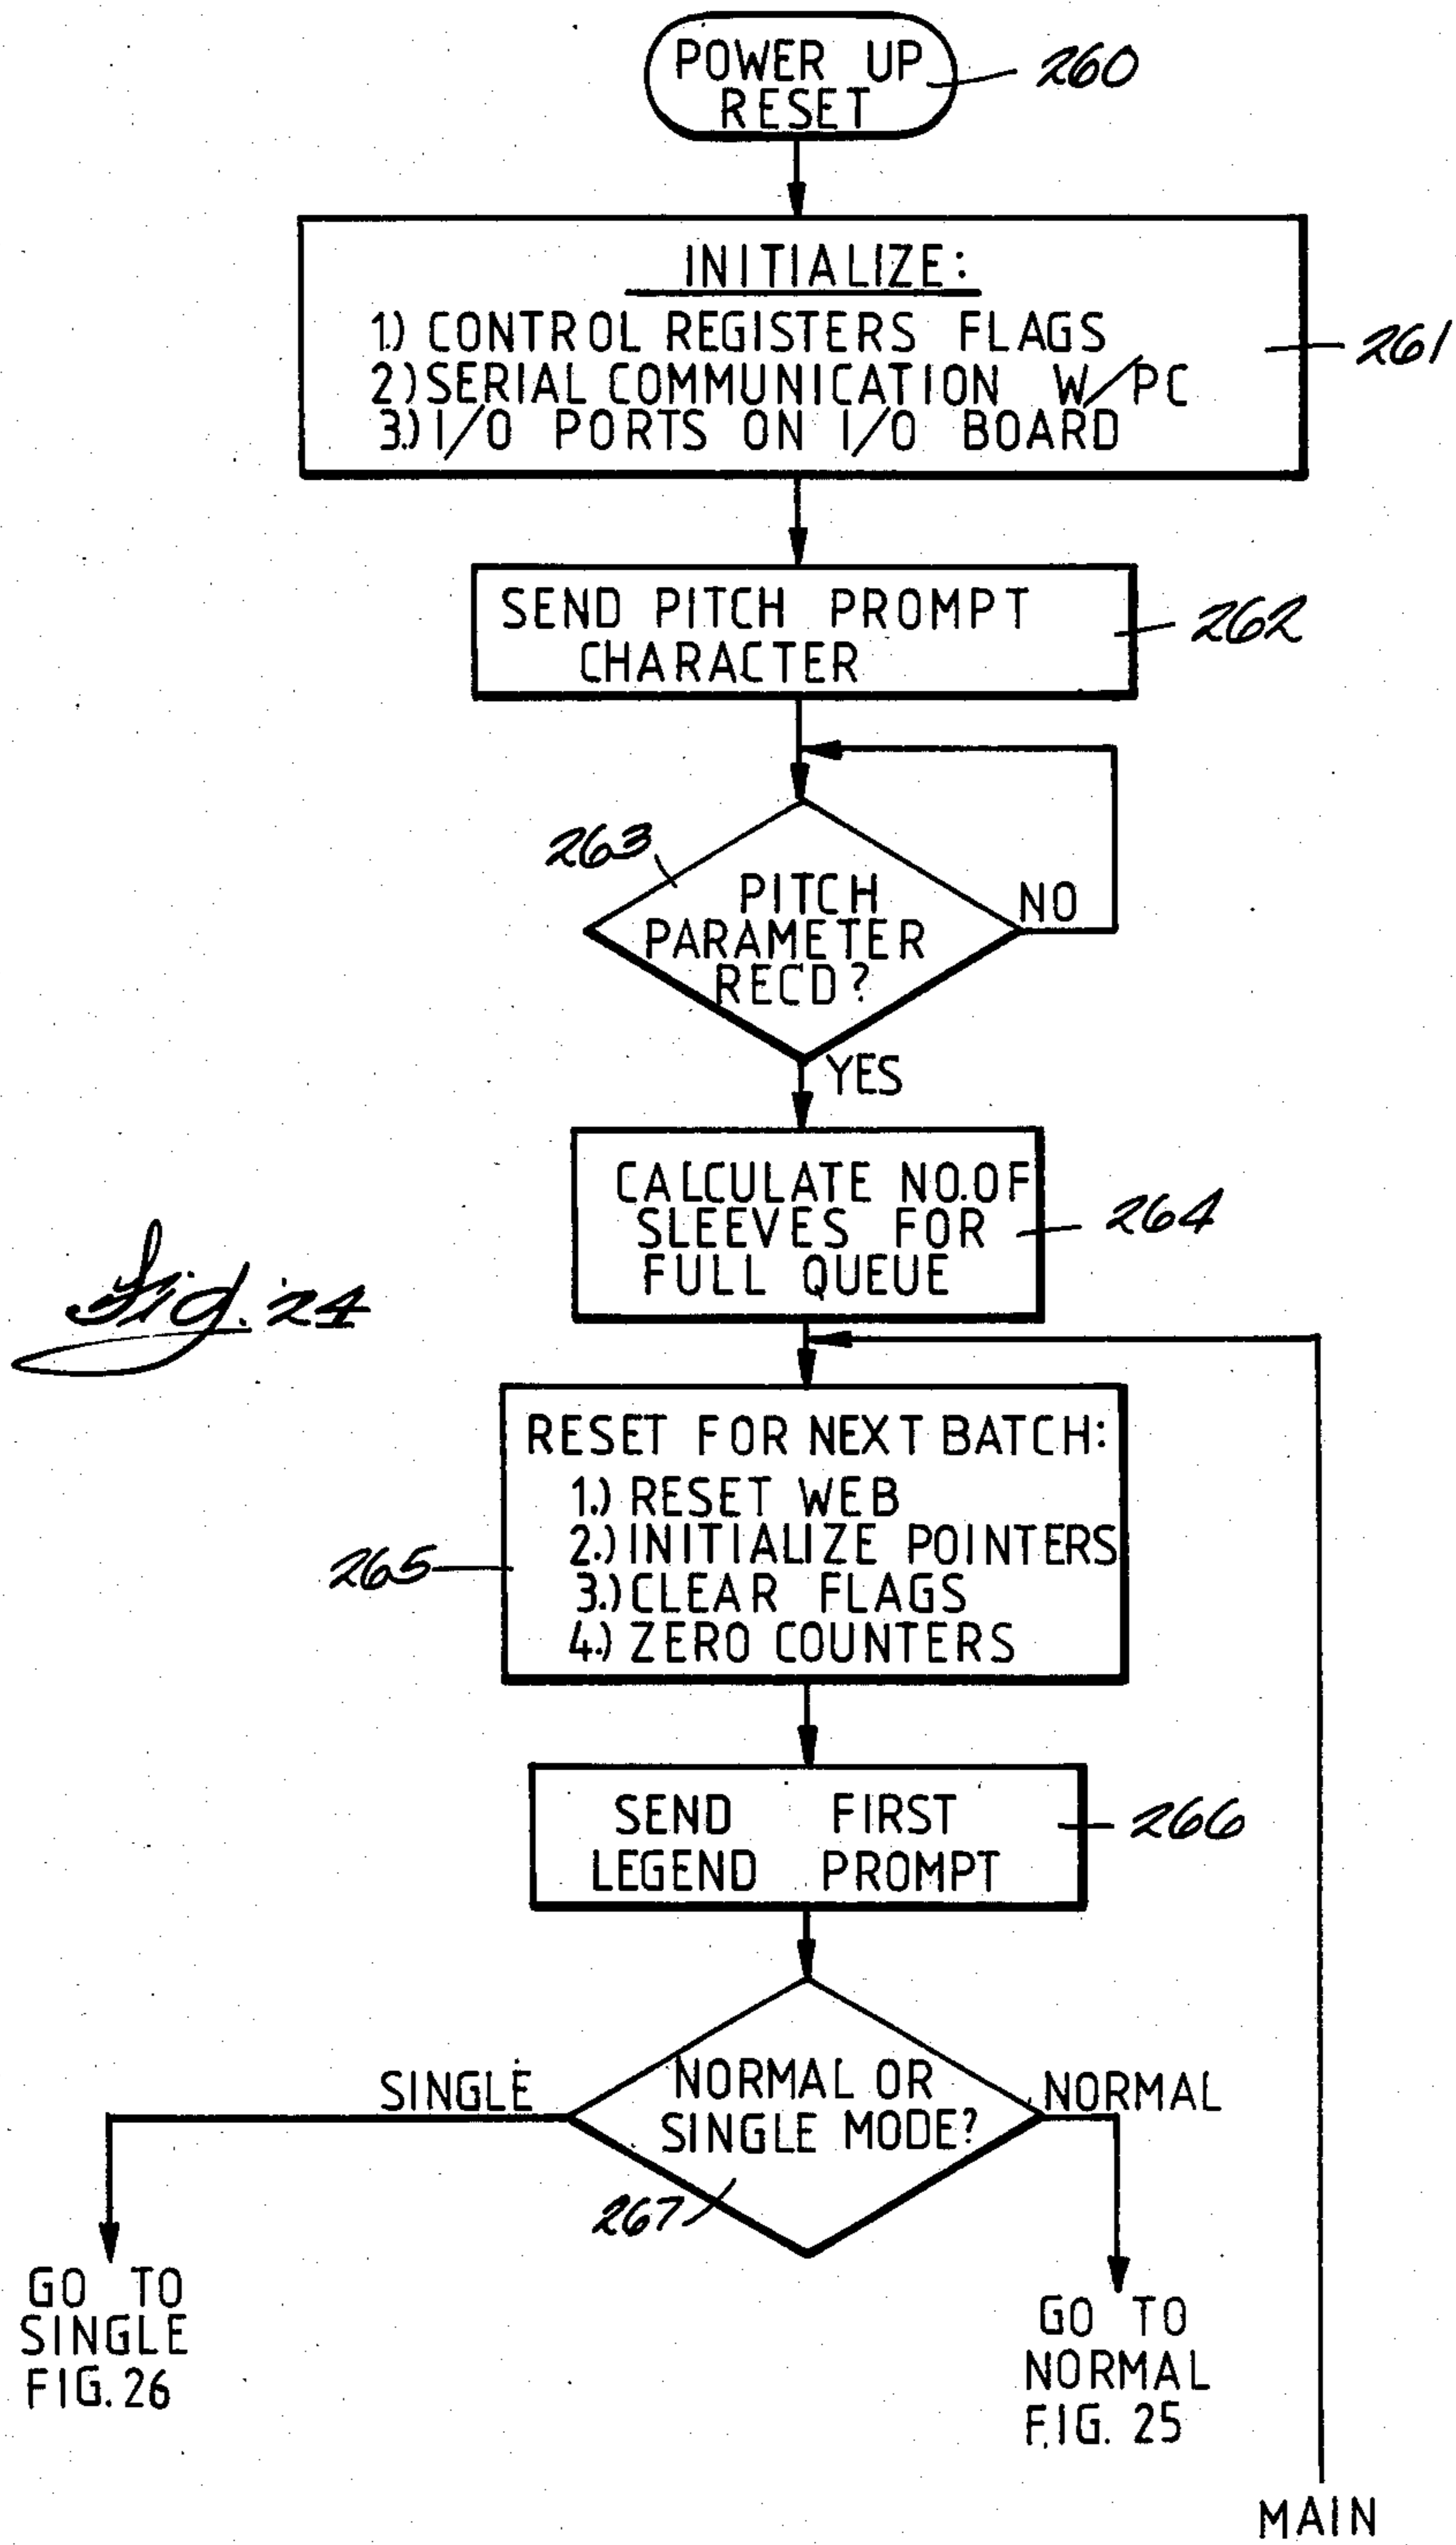 POWER UP
RESET
260
INITIALIZE:
1.) CONTROL REGISTERS FLAGS
2.) SERIAL COMMUNICATION W/PC
3.) I/O PORTS ON I/O BOARD
261
SEND PITCH PROMPT
CHARACTER
262
263
PITCH
PARAMETER
RECD?
NO
YES
CALCULATE NO. OF
SLEEVES FOR
FULL QUEUE
264
Fig. 24
RESET FOR NEXT BATCH:
1.) RESET WEB
2.) INITIALIZE POINTERS
3.) CLEAR FLAGS
4.) ZERO COUNTERS
265
SEND FIRST
LEGEND PROMPT
266
SINGLE
NORMAL OR
SINGLE MODE?
NORMAL
267
GO TO
SINGLE
FIG. 26
GO TO
NORMAL
FIG. 25
MAIN